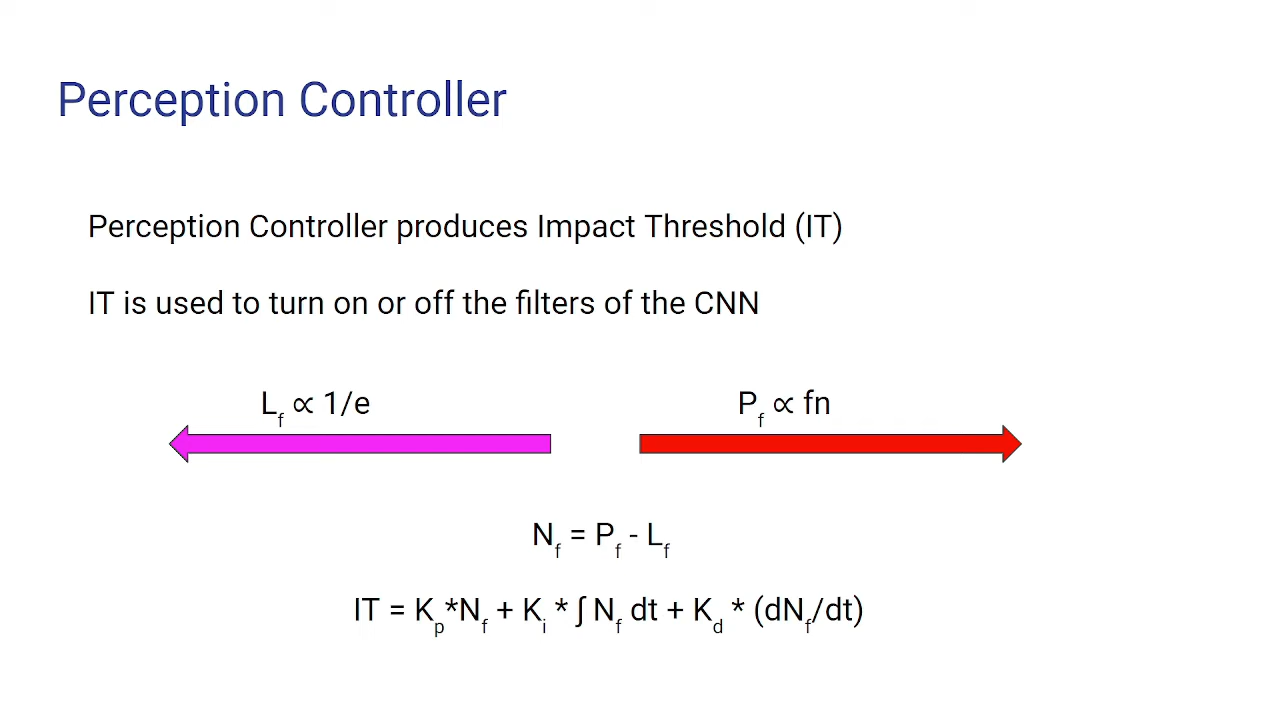 Perception Controller
Perception Controller produces Impact Threshold (IT)
IT is used to turn on or off the filters of the CNN
L_f ∝ 1/e
P_f ∝ fn
N_f = P_f - L_f
IT = K_p*N_f + K_i * ∫ N_f dt + K_d * (dN_f/dt)